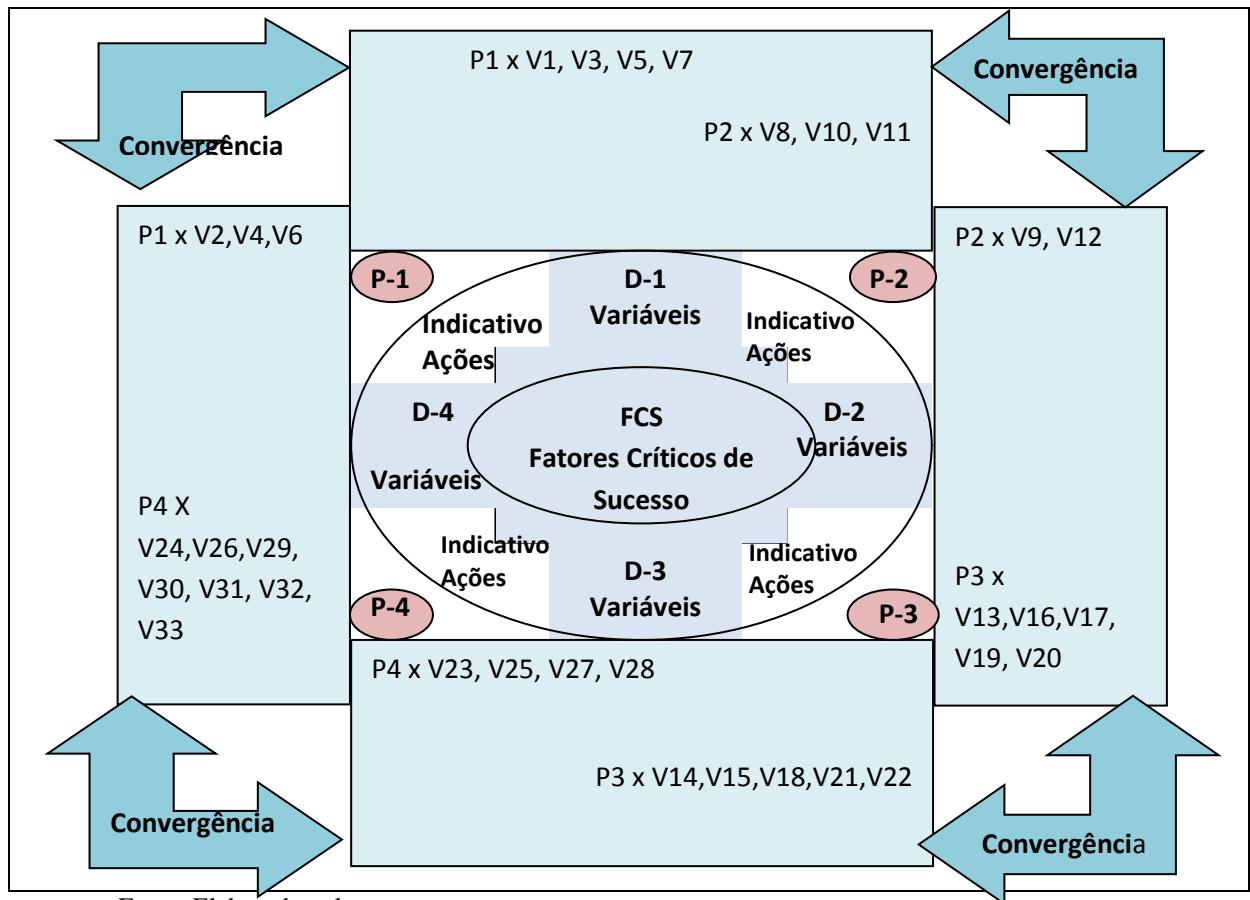 P1 x V1, V3, V5, V7
P2 x V8, V10, V11
Convergência
Convergência
P1 x V2,V4,V6
P4 X
V24,V26,V29,
V30, V31, V32,
V33
P-1
D-1
Variáveis
P-2
Indicativo
Ações
Indicativo
Ações
D-4
Variáveis
FCS
Fatores Críticos de
Sucesso
D-2
Variáveis
Indicativo
Ações
D-3
Variáveis
Indicativo
Ações
P-4
P-3
P2 x V9, V12
P3 x
V13,V16,V17,
V19, V20
P4 x V23, V25, V27, V28
P3 x V14,V15,V18,V21,V22
Convergência
Convergência